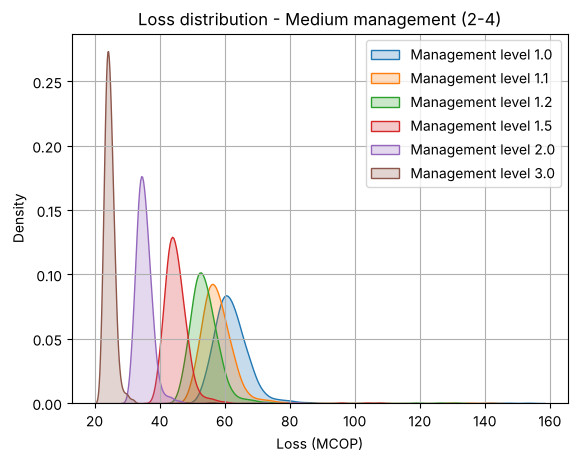 Loss distribution - Medium management (2-4)
Management level 1.0
Management level 1.1
Management level 1.2
Management level 1.5
Management level 2.0
Management level 3.0
Density
0.25
0.20
0.15
0.10
0.05
0.00
20 40 60 80 100 120 140 160
Loss (MCOP)